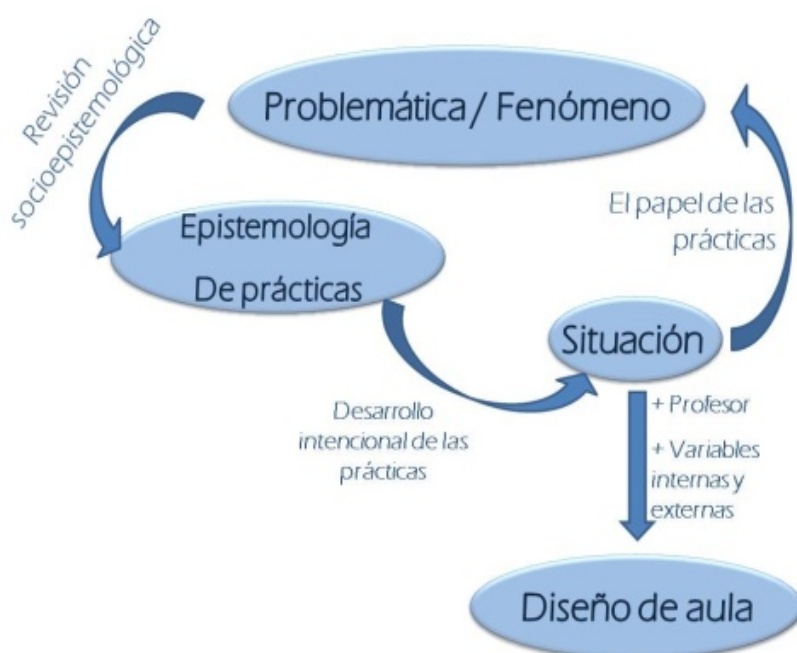 Revisión
socioepistemológica
Problemática / Fenómeno
El papel de las
prácticas
Epistemología
De prácticas
Situación
Desarrollo
intencional de las
prácticas
+ Profesor
+ Variables
internas y
externas
Diseño de aula